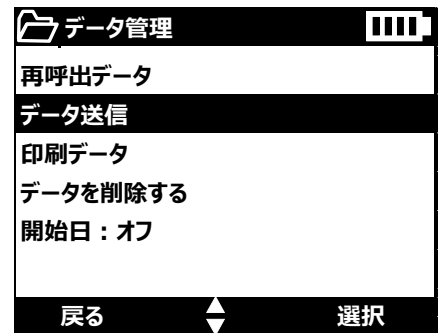 データ管理
再呼出データ
データ送信
印刷データ
データを削除する
開始日：オフ
戻る 選択